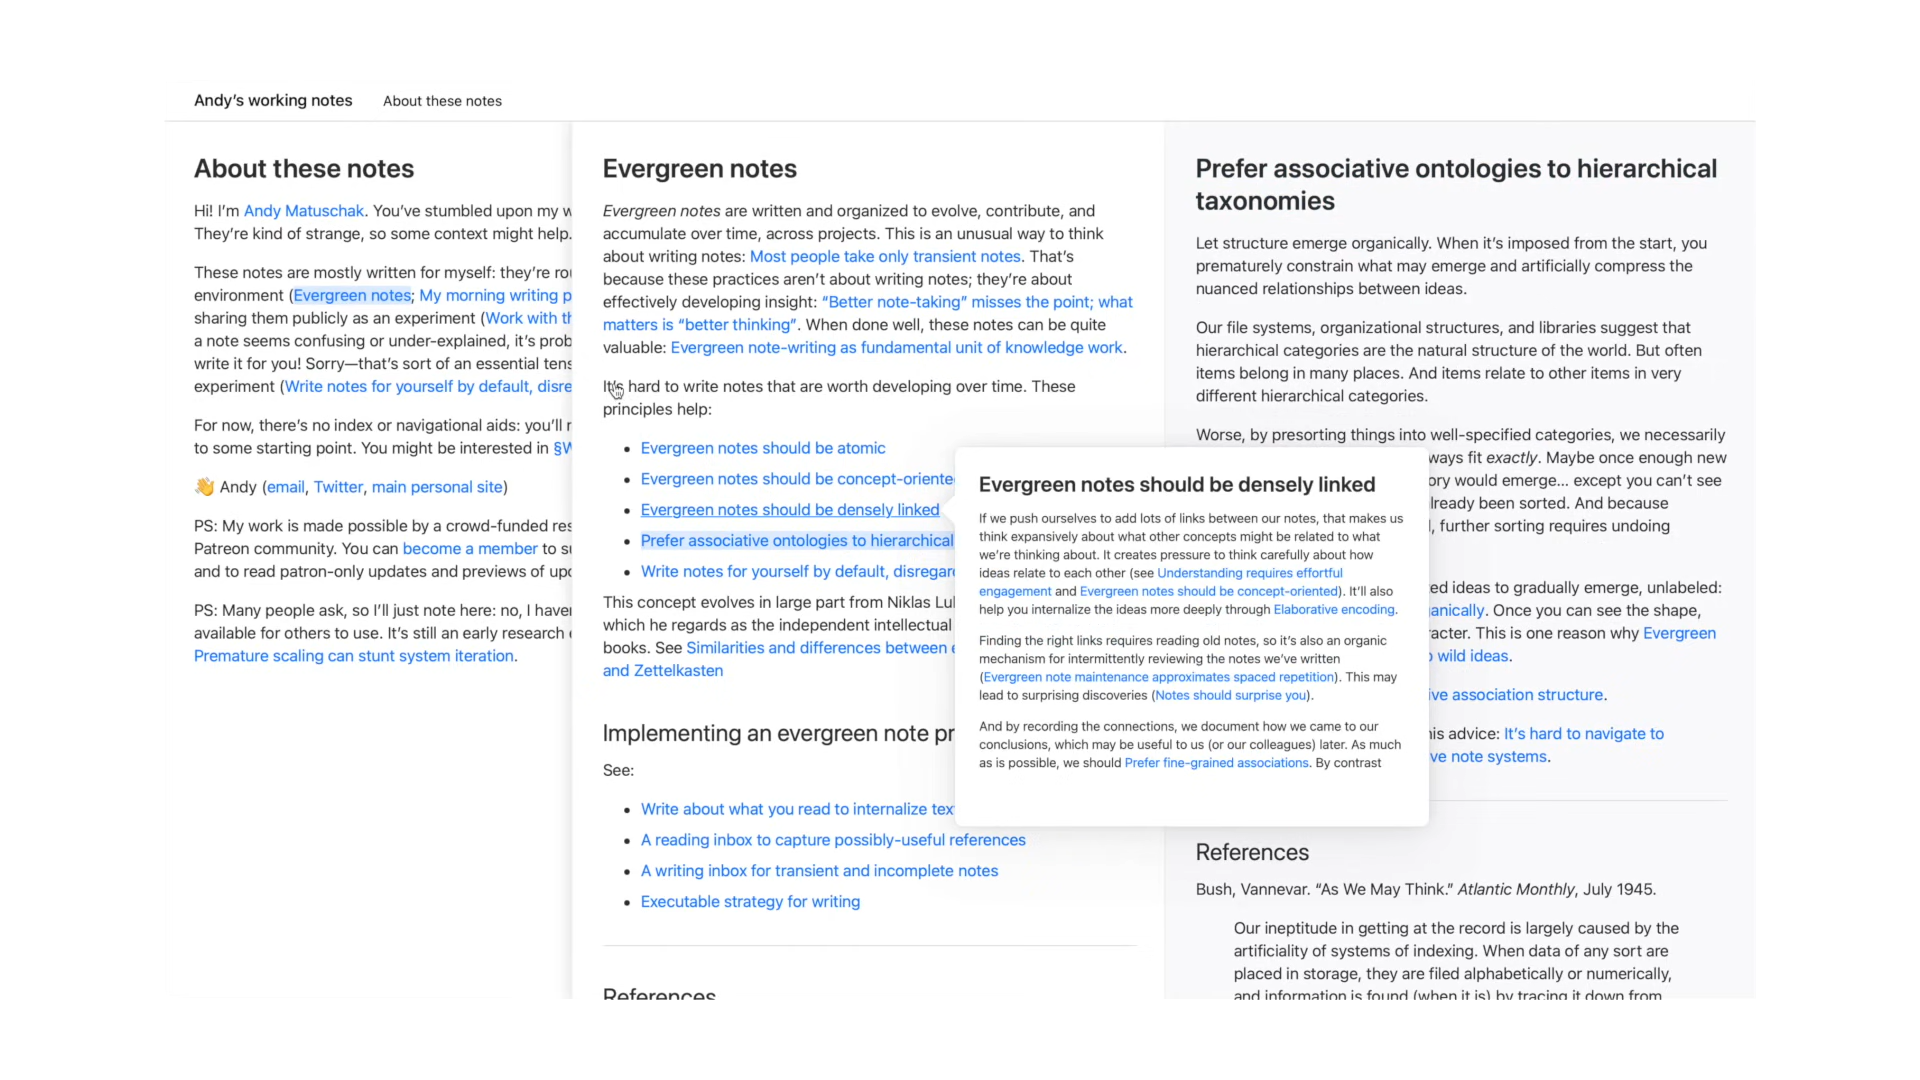 Andy’s working notes
About these notes
About these notes
Hi! I’m Andy Matuschak. You’ve stumbled upon my w
They’re kind of strange, so some context might help.
These notes are mostly written for myself: they’re
environment (Evergreen notes; My morning writing p
sharing them publicly as an experiment (Work with
a note seems confusing or under-explained, it’s
write it for you! Sorry—that’s sort of an essential
experiment (Write notes for yourself by default,
For now, there’s no index or navigational aids: you’ll
to some starting point. You might be interested in
👋 Andy (email, Twitter, main personal site)
PS: My work is made possible by a crowd-funded
Patreon community. You can become a member to
and to read patron-only updates and previews of
PS: Many people ask, so I’ll just note here: no, I
available for others to use. It’s still an early research
Premature scaling can stunt system iteration.
Evergreen notes
Evergreen notes are written and organized to evolve, contribute, and
accumulate over time, across projects. This is an unusual way to think
about writing notes: Most people take only transient notes. That’s
because these practices aren’t about writing notes; they’re about
effectively developing insight: “Better note-taking” misses the point; what
matters is “better thinking”. When done well, these notes can be quite
valuable: Evergreen note-writing as fundamental unit of knowledge work.
It’s hard to write notes that are worth developing over time. These
principles help:
• Evergreen notes should be atomic
• Evergreen notes should be concept-oriente
• Evergreen notes should be densely linked
• Prefer associative ontologies to hierarchical
• Write notes for yourself by default,
This concept evolves in large part from Niklas
which he regards as the independent intellectual
books. See Similarities and differences between
and Zettelkasten
Implementing an evergreen note pr
See:
• Write about what you read to internalize
• A reading inbox to capture possibly-useful references
• A writing inbox for transient and incomplete notes
• Executable strategy for writing
References
Evergreen notes should be densely linked
If we push ourselves to add lots of links between our notes, that makes us
think expansively about what other concepts might be related to what
we’re thinking about. It creates pressure to think carefully about how
ideas relate to each other (see Understanding requires effortful
engagement and Evergreen notes should be concept-oriented). It’ll also
help you internalize the ideas more deeply through Elaborative encoding.
Finding the right links requires reading old notes, so it’s also an organic
mechanism for intermittently reviewing the notes we’ve written
(Evergreen note maintenance approximates spaced repetition). This may
lead to surprising discoveries (Notes should surprise you).
And by recording the connections, we document how we came to our
conclusions, which may be useful to us (or our colleagues) later. As much
as is possible, we should Prefer fine-grained associations. By contrast
Prefer associative ontologies to hierarchical
taxonomies
Let structure emerge organically. When it’s imposed from the start, you
prematurely constrain what may emerge and artificially compress the
nuanced relationships between ideas.
Our file systems, organizational structures, and libraries suggest that
hierarchical categories are the natural structure of the world. But often
items belong in many places. And items relate to other items in very
different hierarchical categories.
Worse, by presorting things into well-specified categories, we necessarily
ways fit exactly. Maybe once enough new
ory would emerge… except you can’t see
lready been sorted. And because
, further sorting requires undoing
ed ideas to gradually emerge, unlabeled:
anically. Once you can see the shape,
racter. This is one reason why Evergreen
wild ideas.
ive association structure.
his advice: It’s hard to navigate to
ve note systems.
References
Bush, Vannevar. “As We May Think.” Atlantic Monthly, July 1945.
Our ineptitude in getting at the record is largely caused by the
artificiality of systems of indexing. When data of any sort are
placed in storage, they are filed alphabetically or numerically,
and information is found (when it is) by tracing it down from